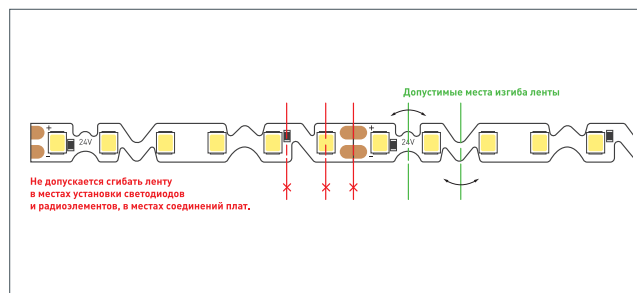 Допустимые места изгиба ленты
+
24V
–
+
24V
–
Не допускается сгибать ленту
в местах установки светодиодов
и радиоэлементов, в местах соединений плат.